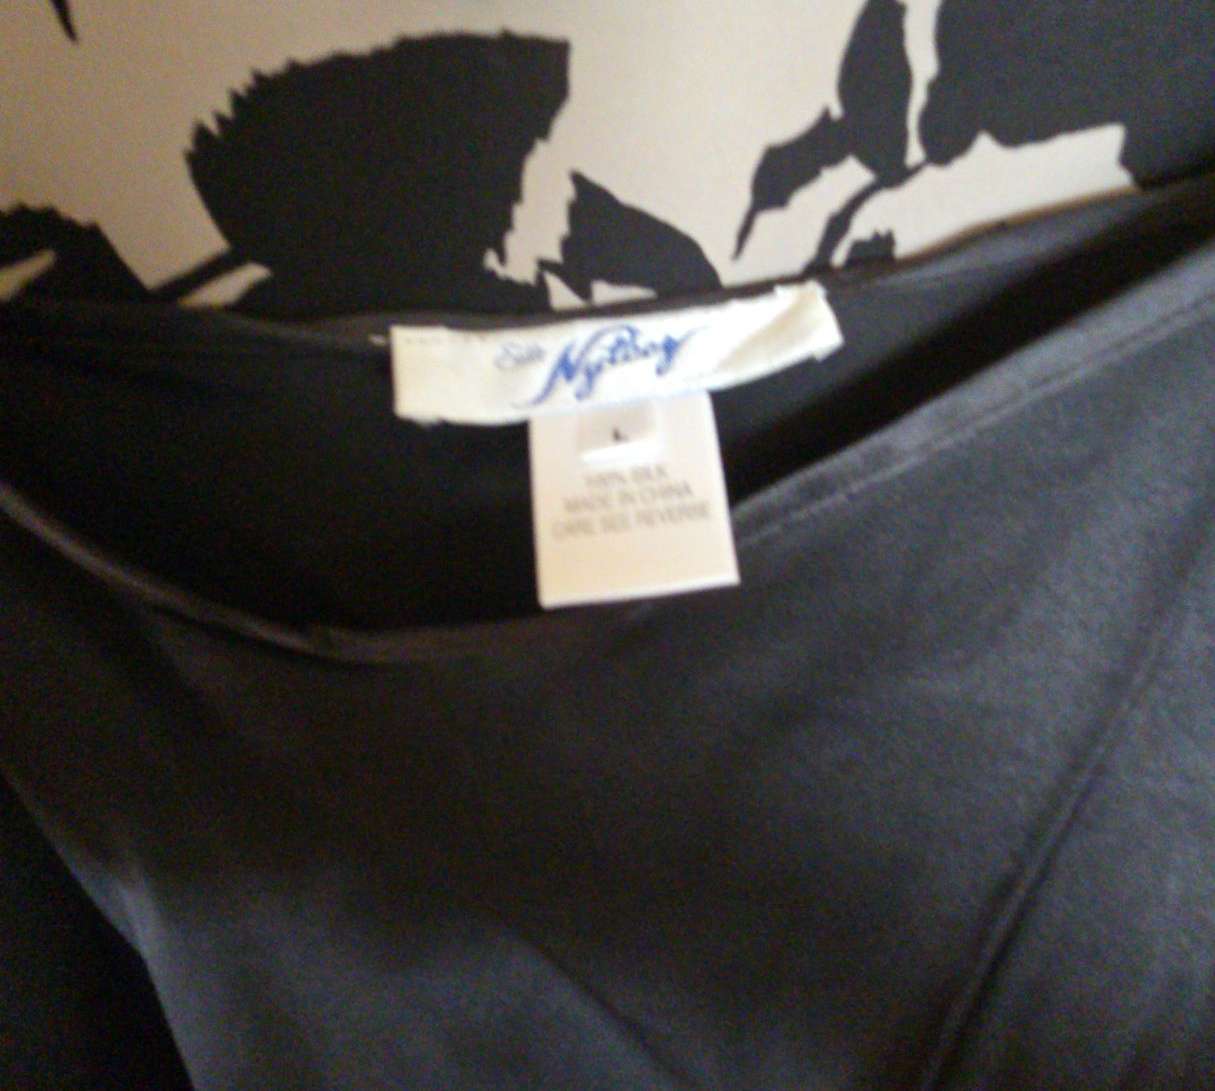 L
100% SILK
MADE IN CHINA
CARE SEE REVERSE